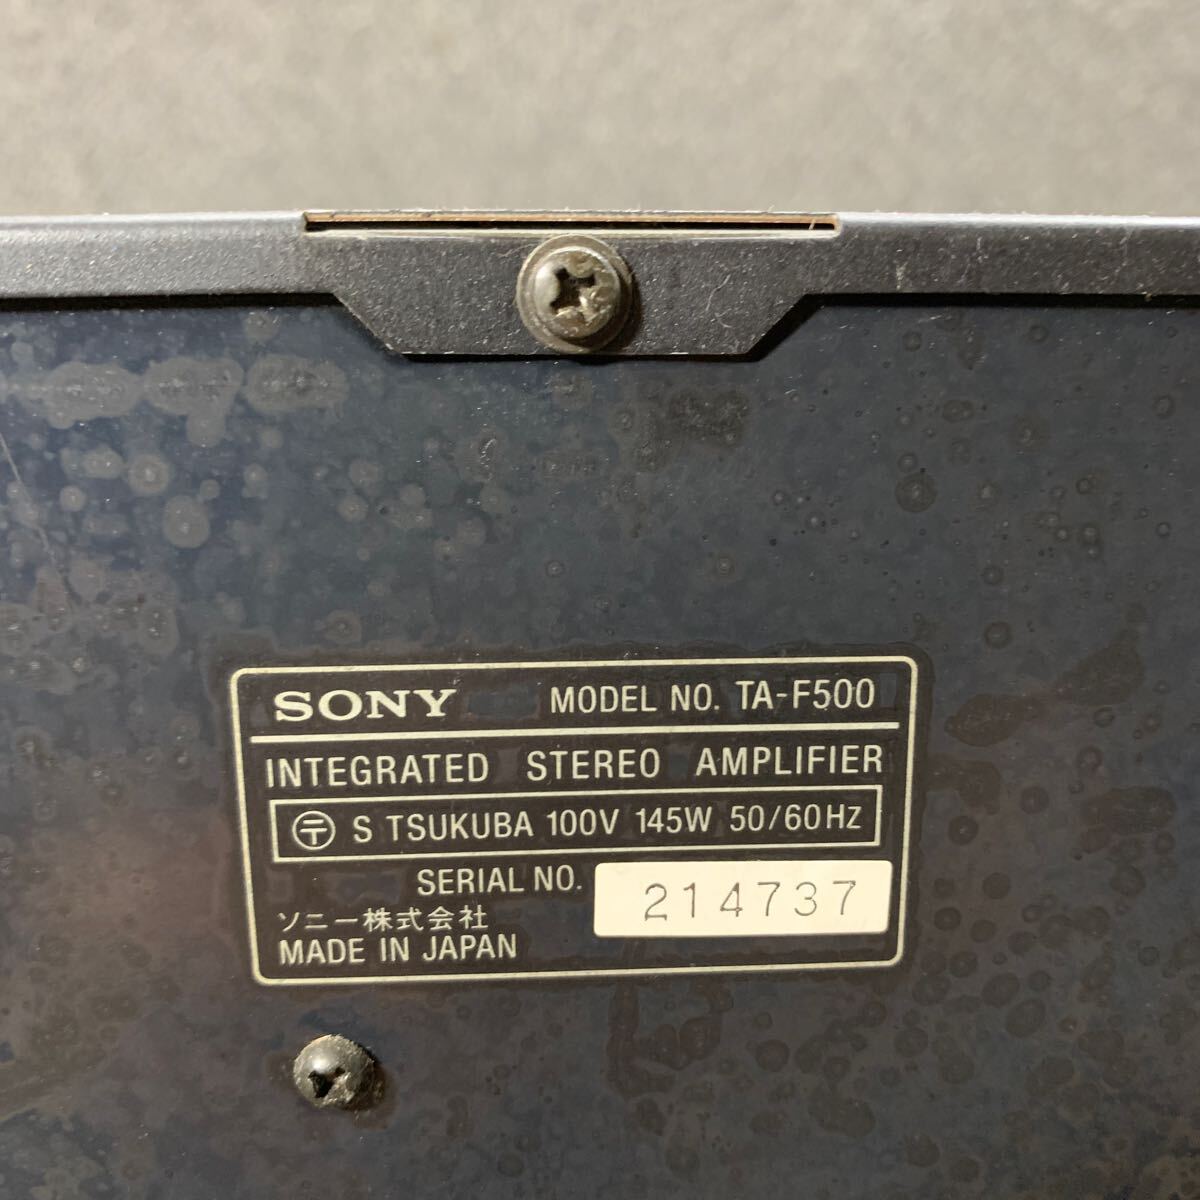 SONY MODEL NO. TA-F500
INTEGRATED STEREO AMPLIFIER
〒 S TSUKUBA 100V 145W 50/60HZ
SERIAL NO. 214737
ソニー株式会社
MADE IN JAPAN